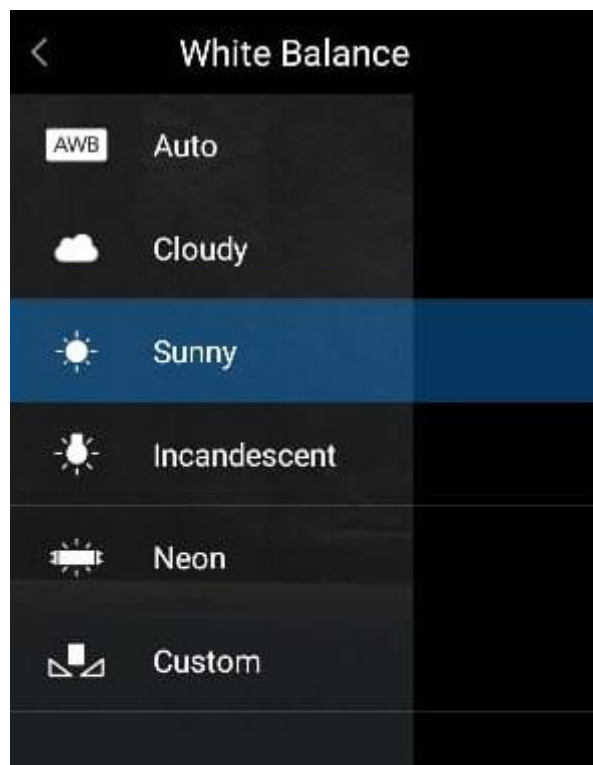 White Balance
AWB Auto
Cloudy
Sunny
Incandescent
Neon
Custom